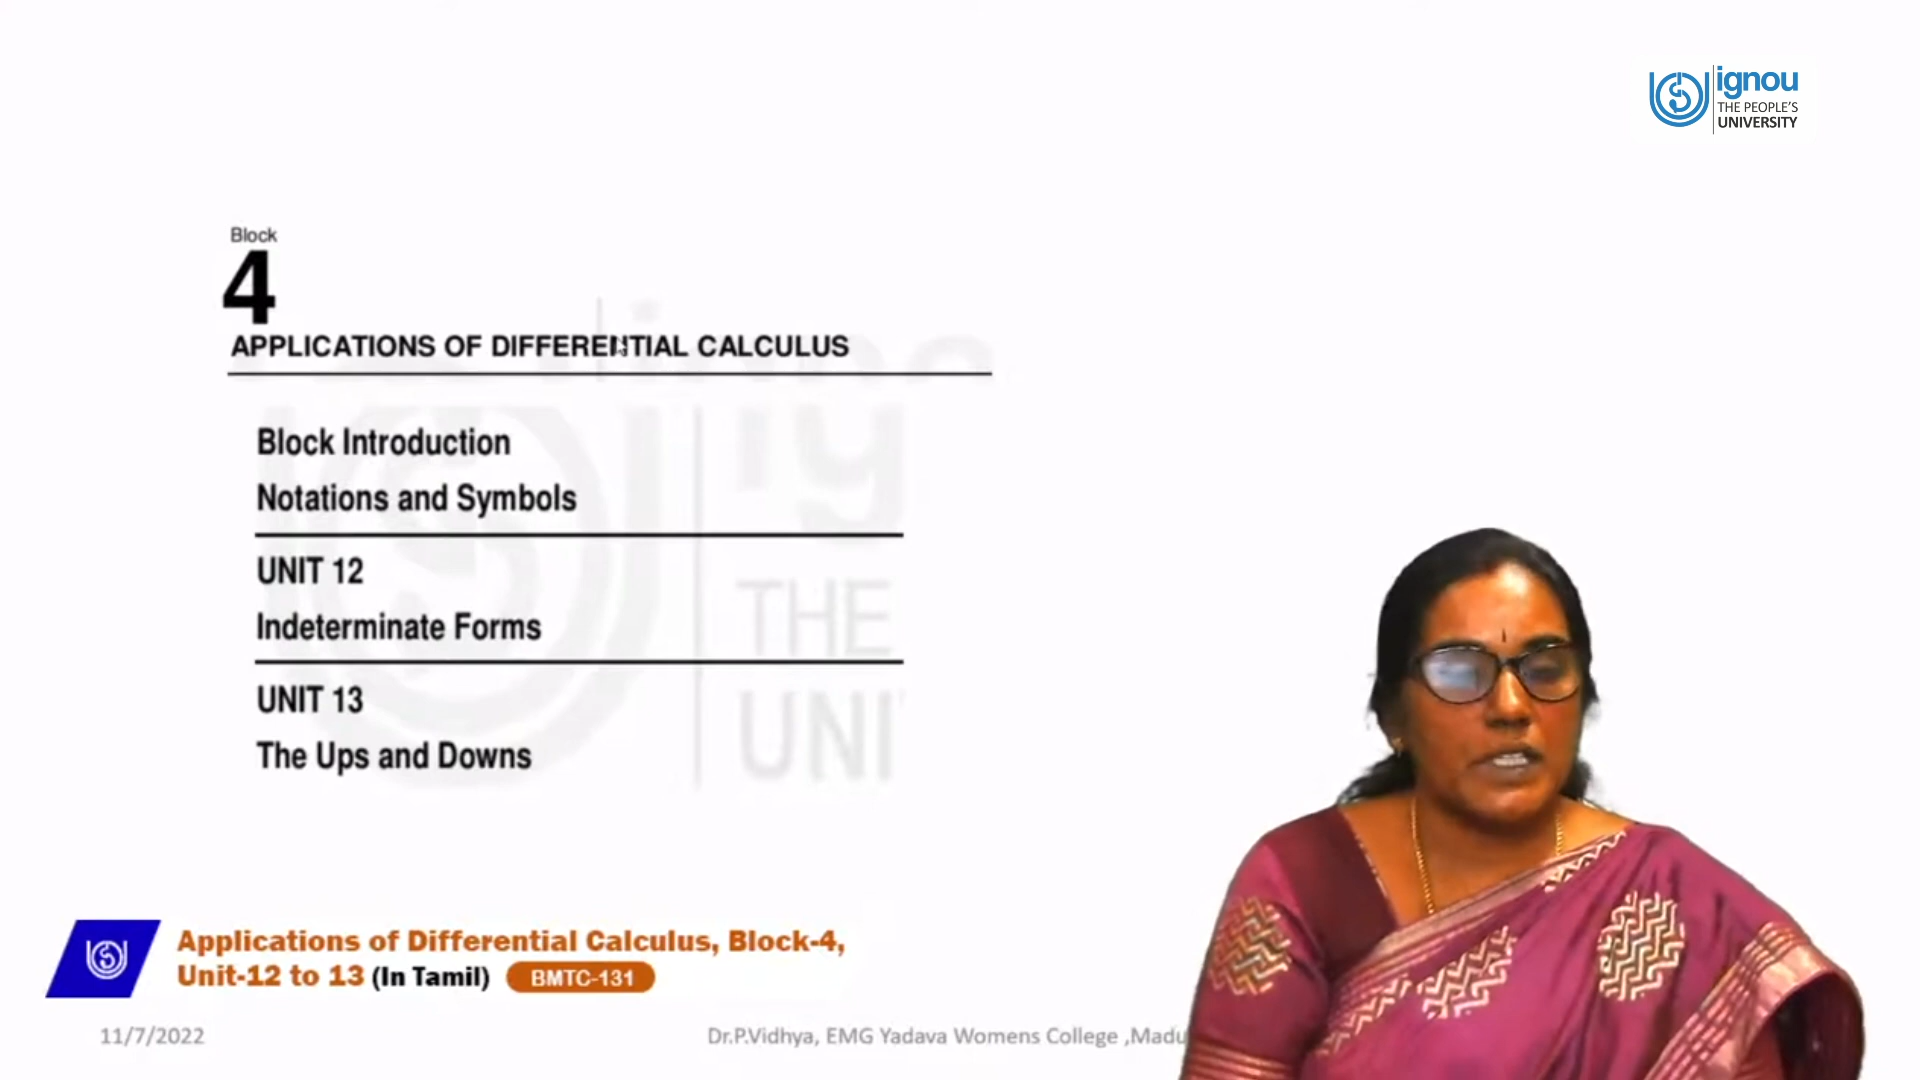 ignou
THE PEOPLE'S
UNIVERSITY
Block
4
APPLICATIONS OF DIFFERENTIAL CALCULUS
Block Introduction
Notations and Symbols
UNIT 12
Indeterminate Forms
UNIT 13
The Ups and Downs
THE
UNI
Applications of Differential Calculus, Block-4,
Unit-12 to 13 (In Tamil) BMTC-131
11/7/2022
Dr.P.Vidhya, EMG Yadava Womens College ,Madu